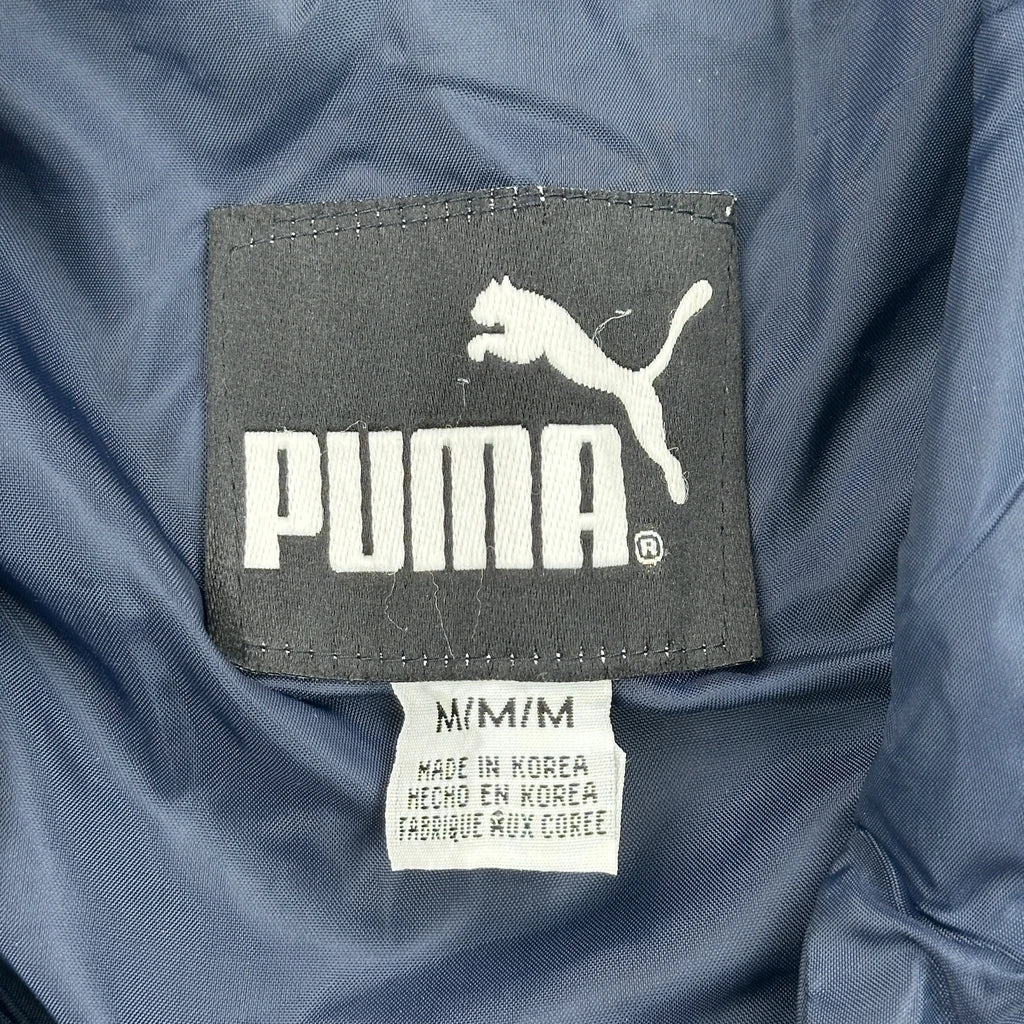 PUMA®
M/M/M
MADE IN KOREA
HECHO EN KOREA
FABRIQUE AUX COREE